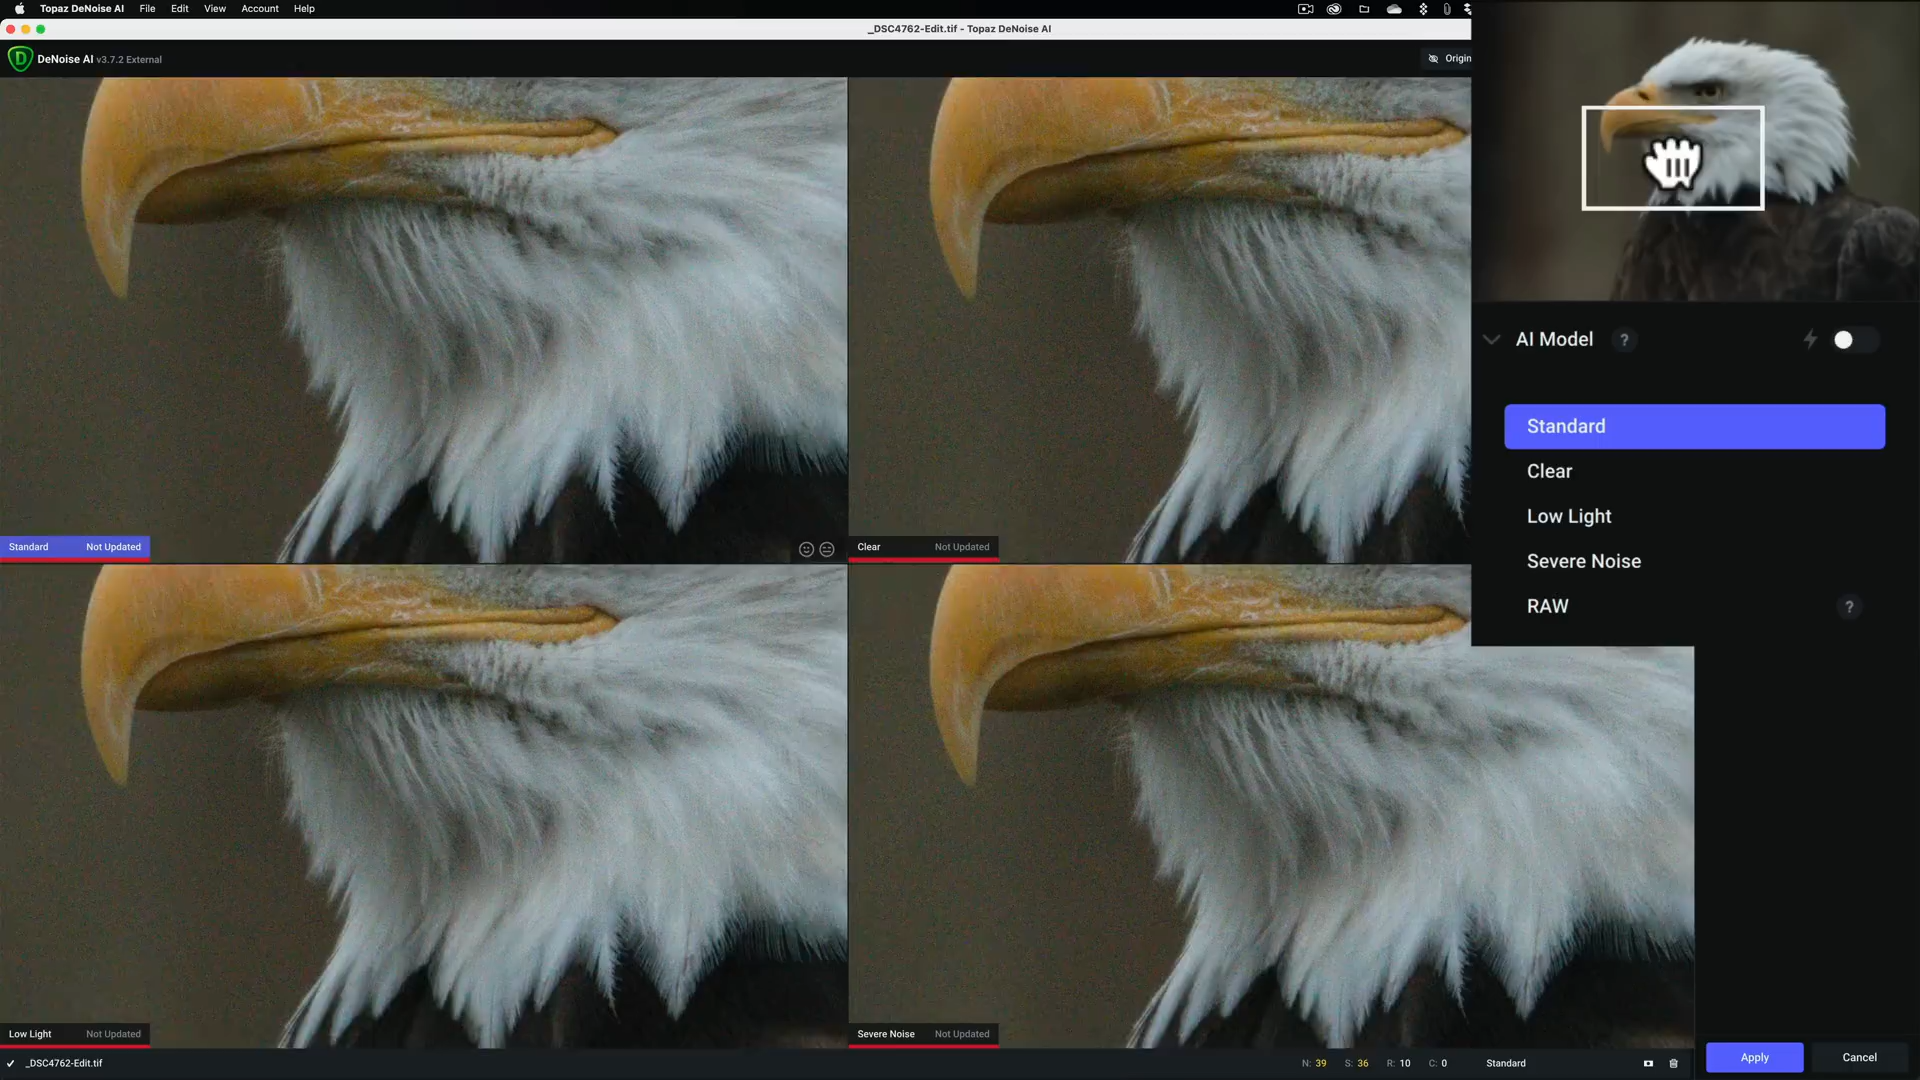 Topaz DeNoise AI File Edit View Account Help
_DSC4762-Edit.tif - Topaz DeNoise AI
DeNoise AI v3.7.2 External
Origin
AI Model ?
Standard
Clear
Low Light
Severe Noise
RAW ?
Standard Not Updated
Clear Not Updated
Low Light Not Updated
Severe Noise Not Updated
_DSC4762-Edit.tif
N: 39 S: 36 R: 10 C: 0 Standard
Apply Cancel